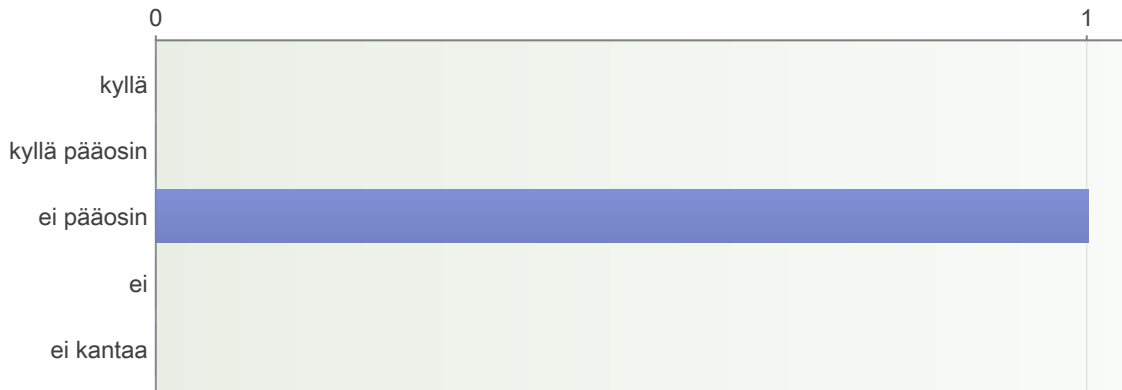 0 1
kyllä
kyllä pääosin
ei pääosin
ei
ei kantaa